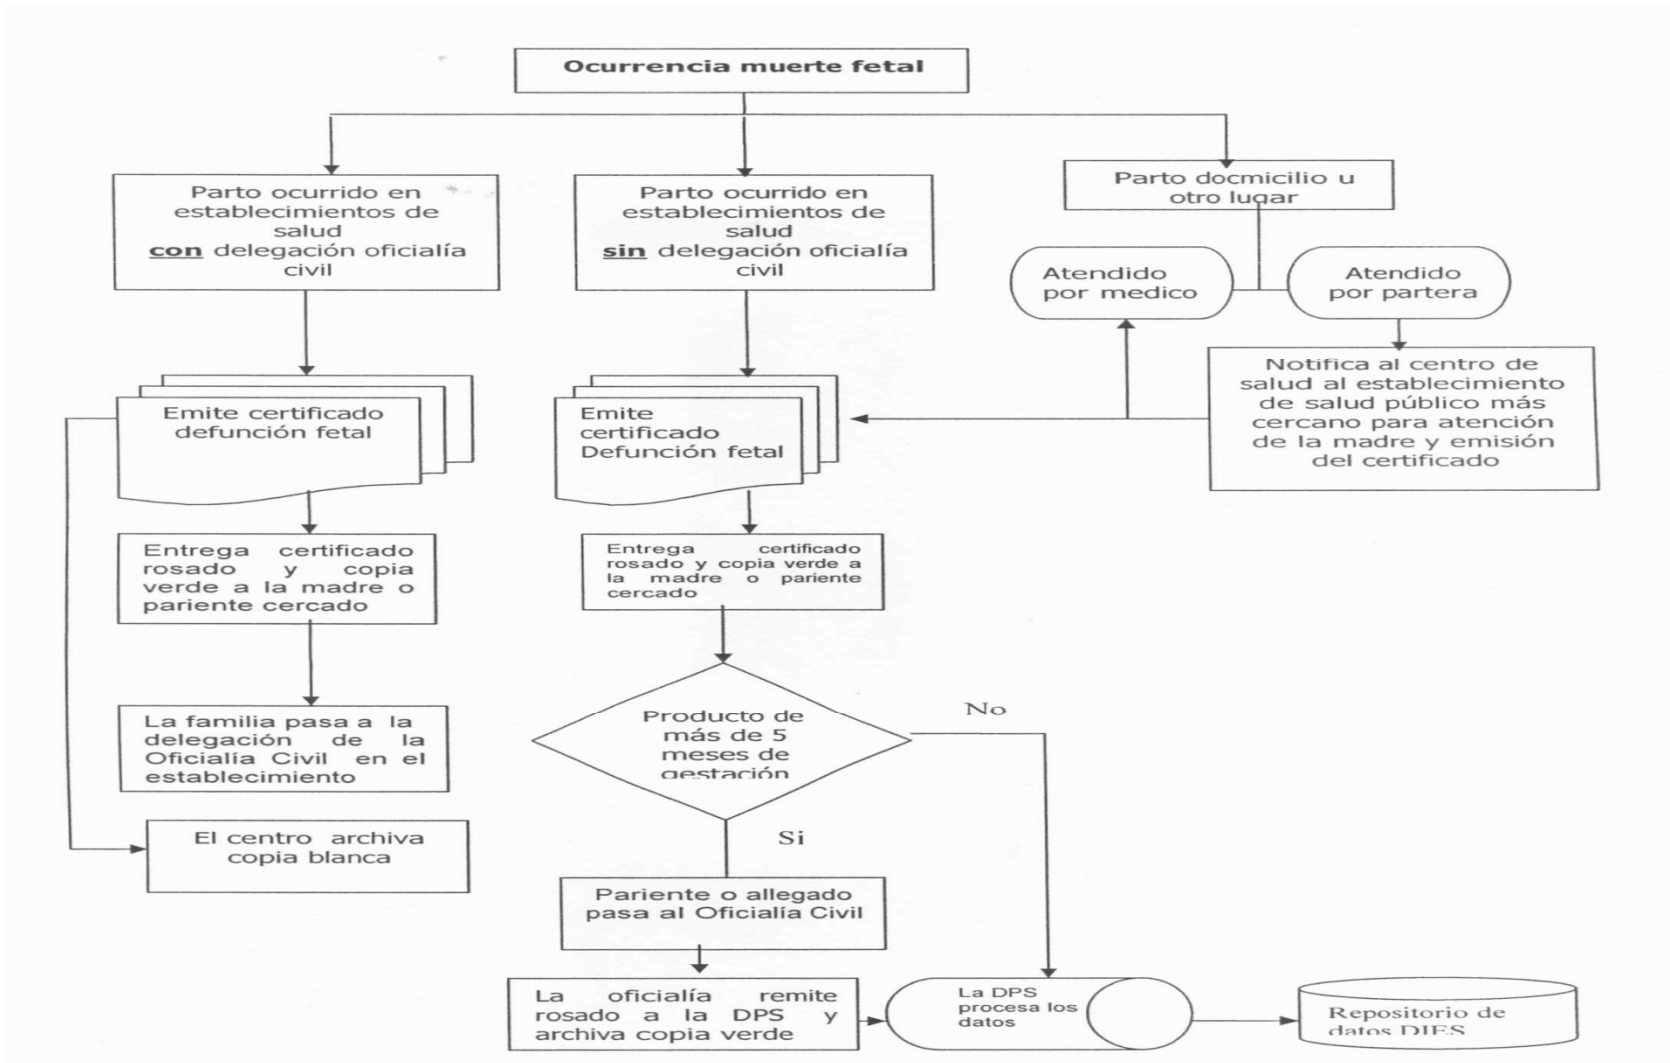 Ocurrencia muerte fetal
Parto ocurrido en
establecimientos de
salud
con delegación oficialía
civil
Parto ocurrido en
establecimientos de
salud
sin delegación oficialía
civil
Parto docmicilio u
otro lugar
Atendido
por medico
Atendido
por partera
Notifica al centro de
salud al establecimiento
de salud público más
cercano para atención
de la madre y emisión
del certificado
Emite certificado
defunción fetal
Emite
certificado
Defunción fetal
Entrega certificado
rosado y copia
verde a la madre o
pariente cercado
Entrega certificado
rosado y copia verde a
la madre o pariente
cercado
La familia pasa a la
delegación de la
Oficialía Civil en el
establecimiento
Producto de
más de 5
meses de
gestación
No
Si
El centro archiva
copia blanca
Pariente o allegado
pasa al Oficialía Civil
La oficialía remite
rosado a la DPS y
archiva copia verde
La DPS
procesa los
datos
Repositorio de
datos DIES